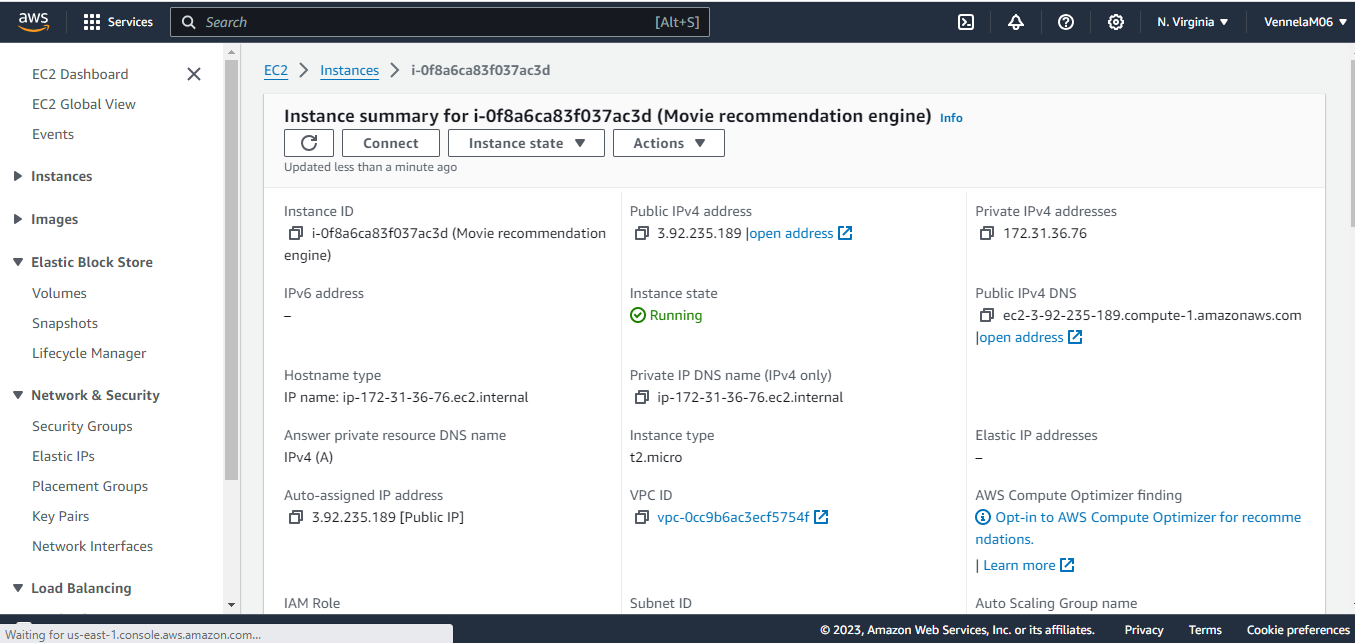 aws
Services
Search
[Alt+S]
N. Virginia
VennelaM06
EC2 Dashboard
EC2 Global View
Events
Instances
Images
Elastic Block Store
Volumes
Snapshots
Lifecycle Manager
Network & Security
Security Groups
Elastic IPs
Placement Groups
Key Pairs
Network Interfaces
Load Balancing
EC2
Instances
i-0f8a6ca83f037ac3d
Instance summary for i-0f8a6ca83f037ac3d (Movie recommendation engine) Info
Connect
Instance state
Actions
Updated less than a minute ago
Instance ID
i-0f8a6ca83f037ac3d (Movie recommendation
engine)
Public IPv4 address
3.92.235.189 |open address
Private IPv4 addresses
172.31.36.76
IPv6 address
–
Instance state
Running
Public IPv4 DNS
ec2-3-92-235-189.compute-1.amazonaws.com
|open address
Hostname type
IP name: ip-172-31-36-76.ec2.internal
Private IP DNS name (IPv4 only)
ip-172-31-36-76.ec2.internal
Answer private resource DNS name
IPv4 (A)
Instance type
t2.micro
Elastic IP addresses
–
Auto-assigned IP address
3.92.235.189 [Public IP]
VPC ID
vpc-0cc9b6ac3ecf5754f
AWS Compute Optimizer finding
Opt-in to AWS Compute Optimizer for recomme
ndations.
| Learn more
IAM Role
Subnet ID
Auto Scaling Group name
Waiting for us-east-1.console.aws.amazon.com...
© 2023, Amazon Web Services, Inc. or its affiliates.
Privacy
Terms
Cookie preferences